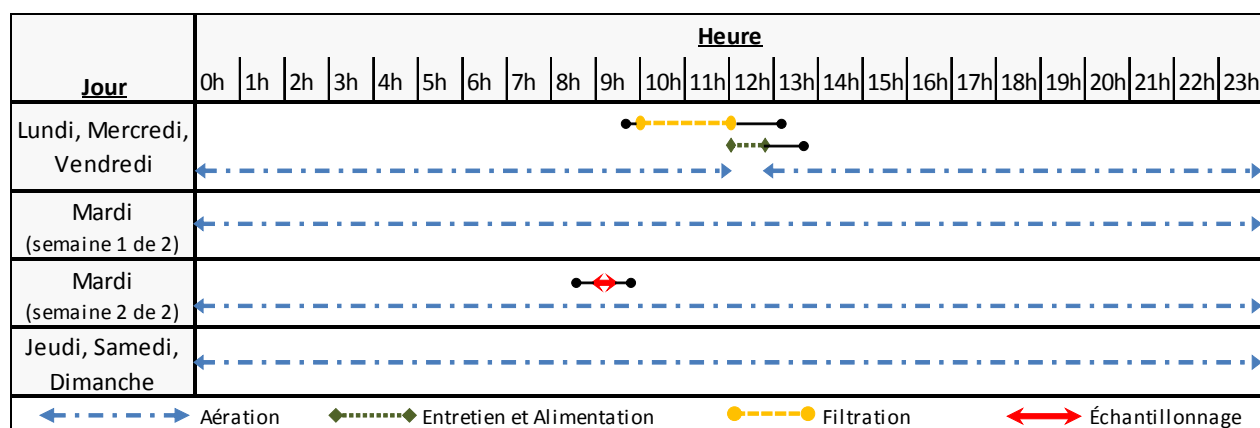 Heure
Jour
0h 1h 2h 3h 4h 5h 6h 7h 8h 9h 10h 11h 12h 13h 14h 15h 16h 17h 18h 19h 20h 21h 22h 23h
Lundi, Mercredi,
Vendredi
Mardi
(semaine 1 de 2)
Mardi
(semaine 2 de 2)
Jeudi, Samedi,
Dimanche
Aération Entretien et Alimentation Filtration Échantillonnage